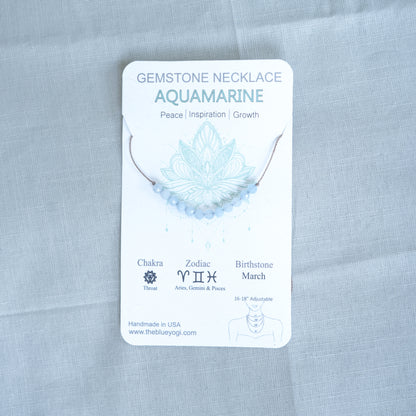 GEMSTONE NECKLACE
AQUAMARINE
Peace | Inspiration | Growth
Chakra Zodiac Birthstone
Throat ♈ ♊ ♓ March
Aries, Gemini & Pisces
16-18" Adjustable
Handmade in USA
www.theblueyogi.com